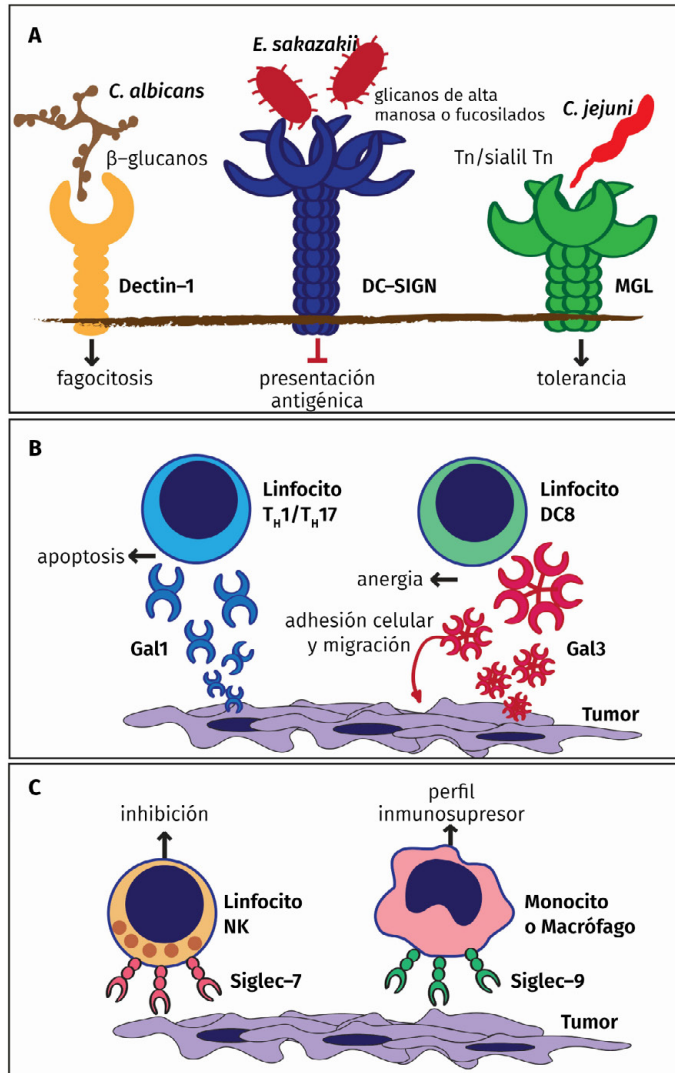 A
E. sakazakii
C. albicans
glicanos de alta
manosa o fucosilados
C. jejuni
β–glucanos
Tn/sialil Tn
Dectin–1
DC–SIGN
MGL
fagocitosis
presentación
antigénica
tolerancia
B
Linfocito
TH1/TH17
Linfocito
DC8
apoptosis
anergia
adhesión celular
y migración
Gal1
Gal3
Tumor
C
inhibición
perfil
inmunosupresor
Linfocito
NK
Monocito
o Macrófago
Siglec–7
Siglec–9
Tumor